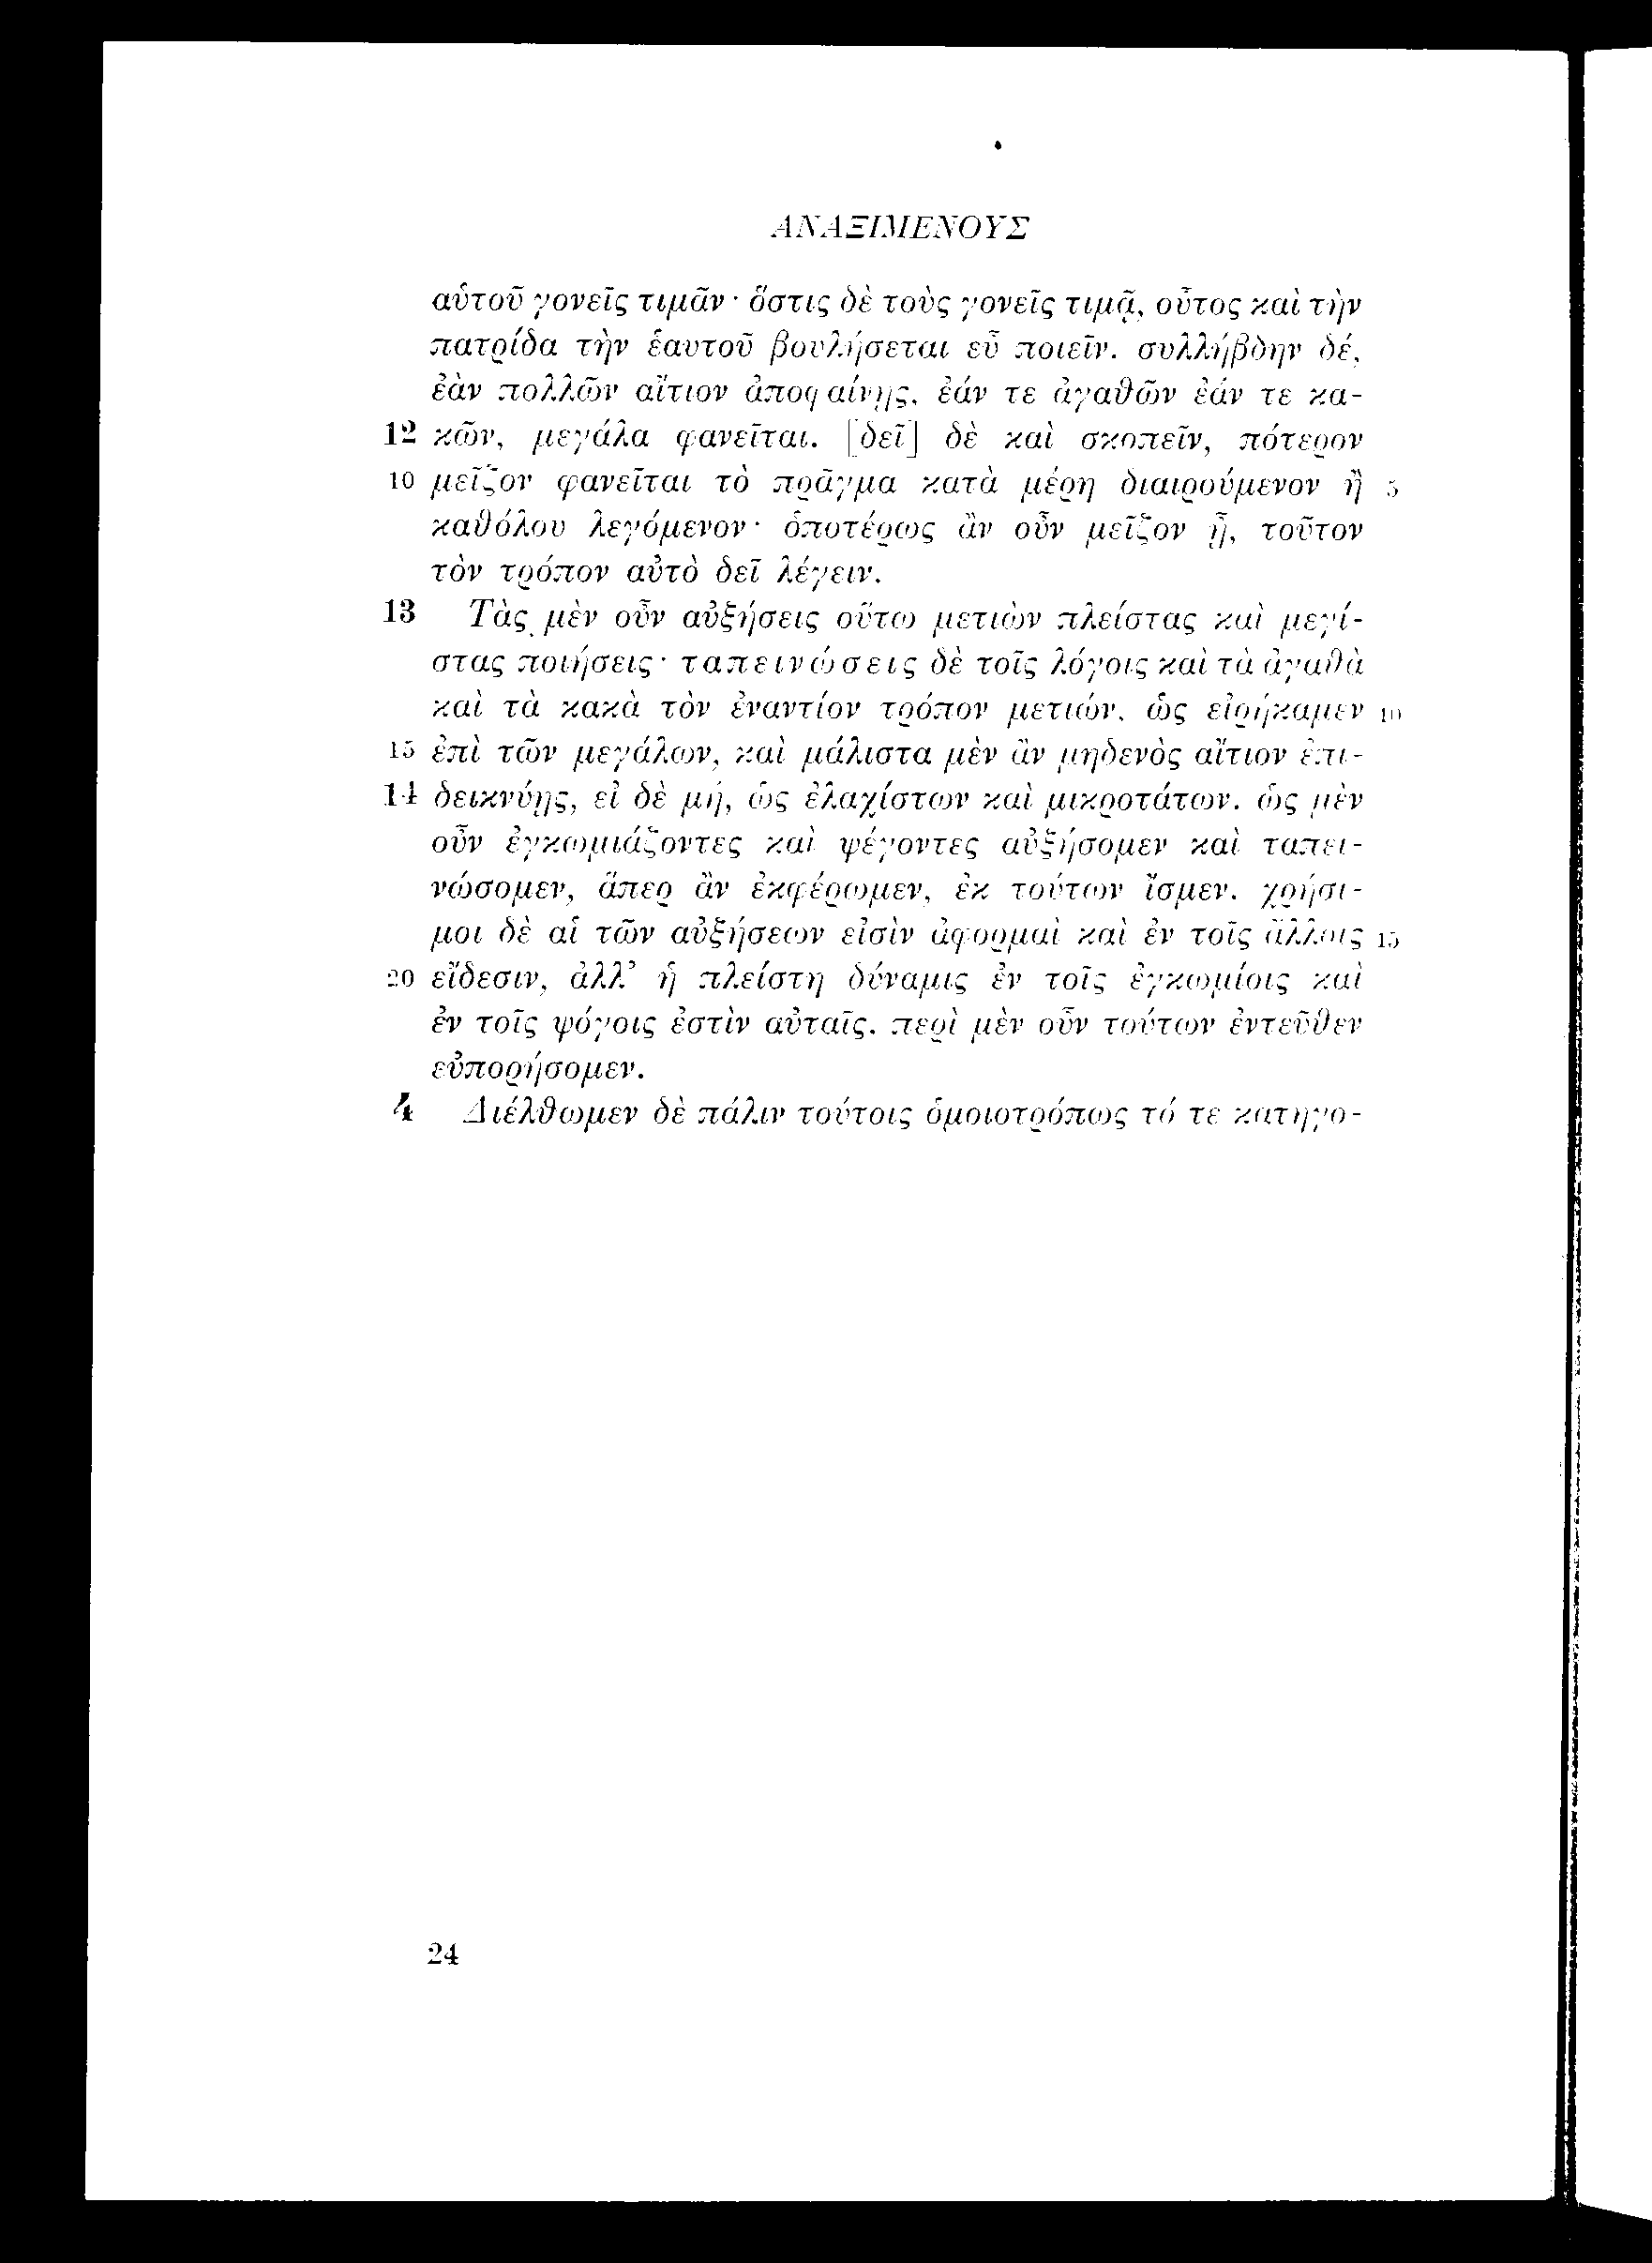 ΑΝΑΞΙΜΕΝΟΥΣ
αὑτοῦ γονεῖς τιμᾶν· ὅστις δὲ τοὺς γονεῖς τιμᾷ, οὗτος καὶ τὴν
πατρίδα τὴν ἑαυτοῦ βουλήσεται εὖ ποιεῖν. συλλήβδην δέ,
ἐὰν πολλῶν αἴτιον ἀποφαίνῃς, ἐάν τε ἀγαθῶν ἐάν τε κα-
12 κῶν, μεγάλα φανεῖται. [δεῖ] δὲ καὶ σκοπεῖν, πότερον
10 μεῖζον φανεῖται τὸ πρᾶγμα κατὰ μέρη διαιρούμενον ἢ 5
καθόλου λεγόμενον· ὁποτέρως ἂν οὖν μεῖζον ᾖ, τοῦτον
τὸν τρόπον αὐτὸ δεῖ λέγειν.
13 Τὰς μὲν οὖν αὐξήσεις οὕτω μετιὼν πλείστας καὶ μεγί-
στας ποιήσεις· ταπεινώσεις δὲ τοῖς λόγοις καὶ τὰ ἀγαθὰ
καὶ τὰ κακὰ τὸν ἐναντίον τρόπον μετιών, ὡς εἰρήκαμεν 10
15 ἐπὶ τῶν μεγάλων, καὶ μάλιστα μὲν ἂν μηδενὸς αἴτιον ἐπι-
14 δεικνύῃς, εἰ δὲ μή, ὡς ἐλαχίστων καὶ μικροτάτων. ὡς μὲν
οὖν ἐγκωμιάζοντες καὶ ψέγοντες αὐξήσομεν καὶ ταπει-
νώσομεν, ἅπερ ἂν ἐκφέρωμεν, ἐκ τούτων ἴσμεν. χρήσι-
μοι δὲ αἱ τῶν αὐξήσεων εἰσὶν ἀφορμαὶ καὶ ἐν τοῖς ἄλλοις 15
20 εἴδεσιν, ἀλλ’ ἡ πλείστη δύναμις ἐν τοῖς ἐγκωμίοις καὶ
ἐν τοῖς ψόγοις ἐστὶν αὐταῖς. περὶ μὲν οὖν τούτων ἐντεῦθεν
εὐπορήσομεν.
4 Διέλθωμεν δὲ πάλιν τούτοις ὁμοιοτρόπως τό τε κατηγο-
24